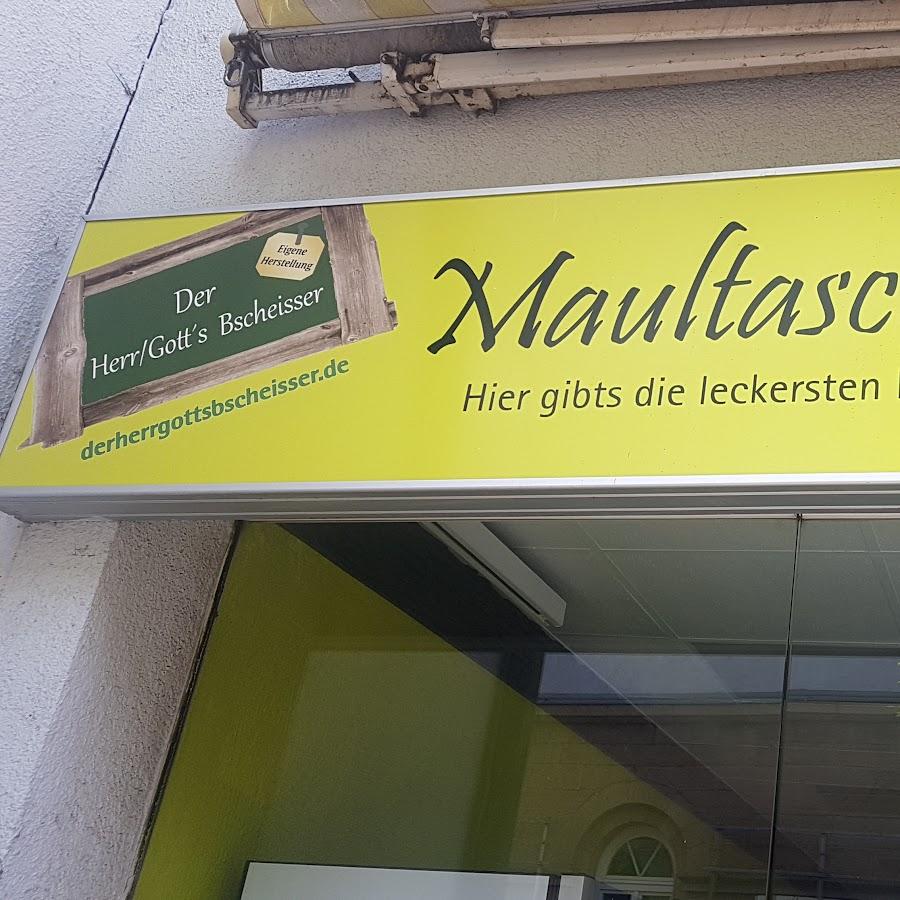 Eigene
Herstellung
Der
Herr/Gott´s Bscheisser
derherrgottsbscheisser.de
Maultasc
Hier gibts die leckersten